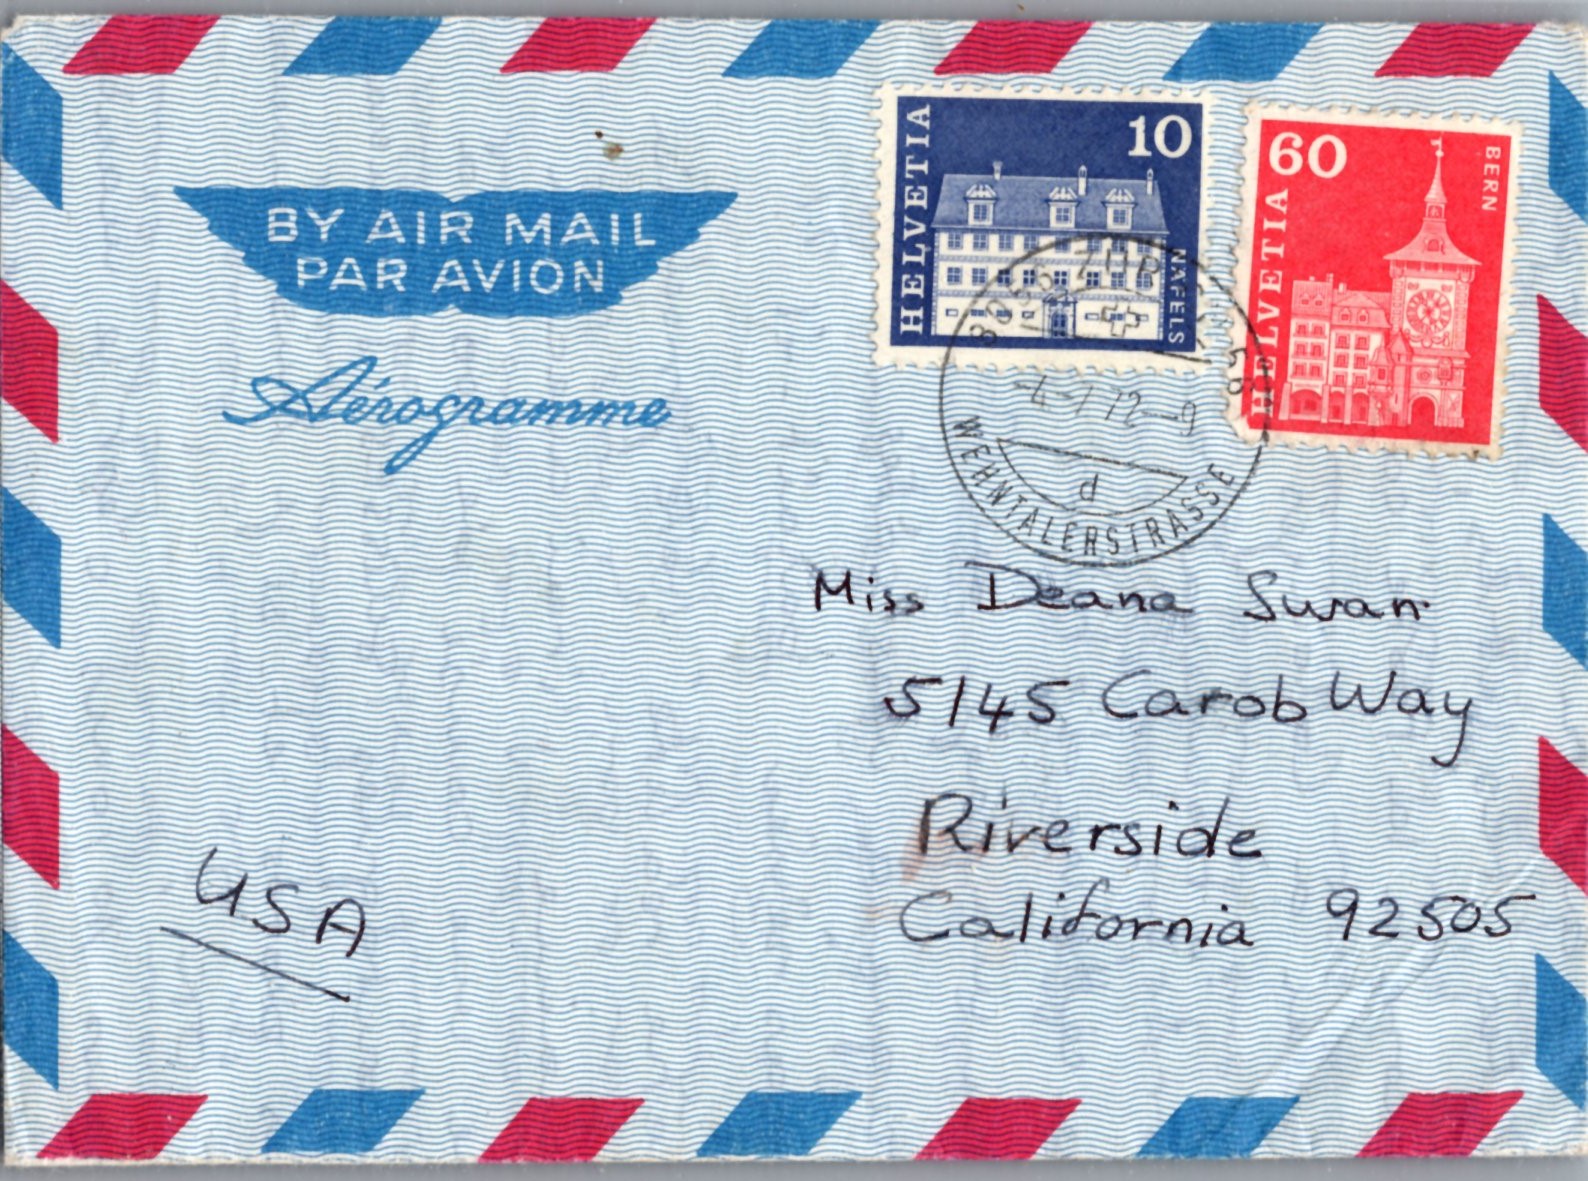 BY AIR MAIL
PAR AVION
Aérogramme
HELVETIA
10
NÄFELS
60
BERN
HELVETIA
58
-4-7 72-9
d
WEHNTALERSTRASSE
Miss Deana Swan
5145 Carob Way
Riverside
California 92505
USA